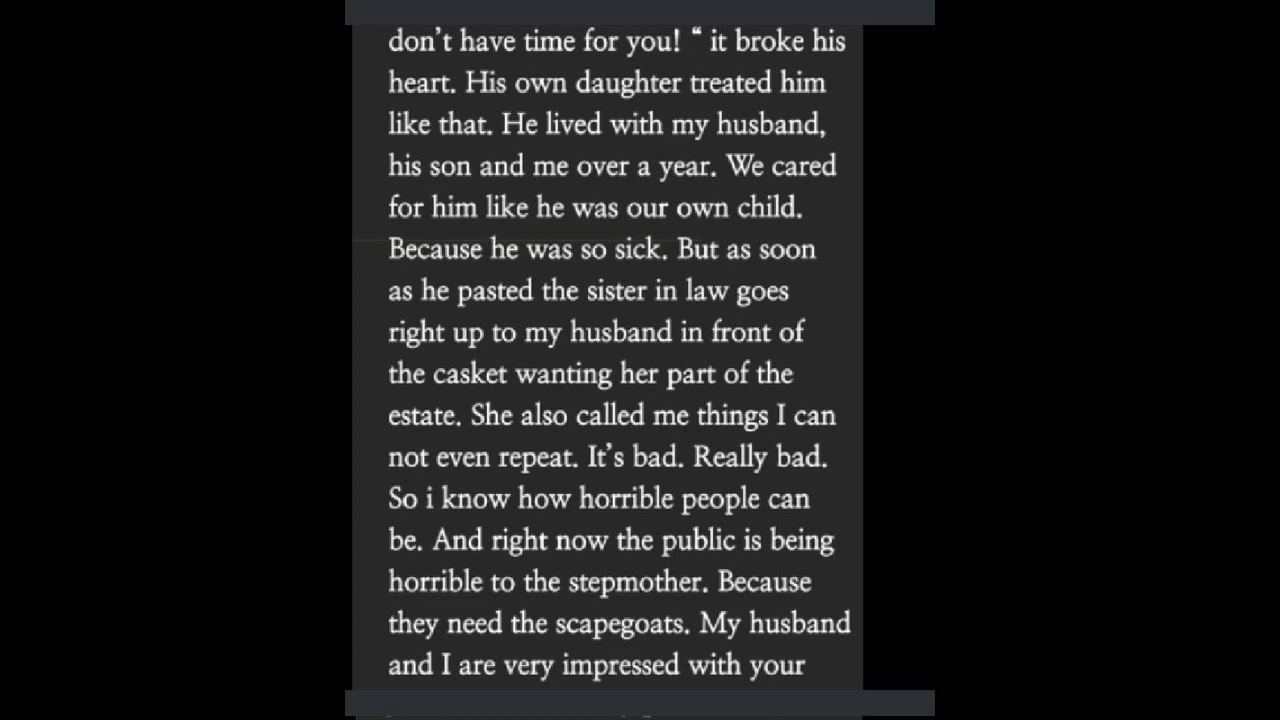 don't have time for you! “ it broke his
heart. His own daughter treated him
like that. He lived with my husband,
his son and me over a year. We cared
for him like he was our own child.
Because he was so sick. But as soon
as he pasted the sister in law goes
right up to my husband in front of
the casket wanting her part of the
estate. She also called me things I can
not even repeat. It's bad. Really bad.
So i know how horrible people can
be. And right now the public is being
horrible to the stepmother. Because
they need the scapegoats. My husband
and I are very impressed with your